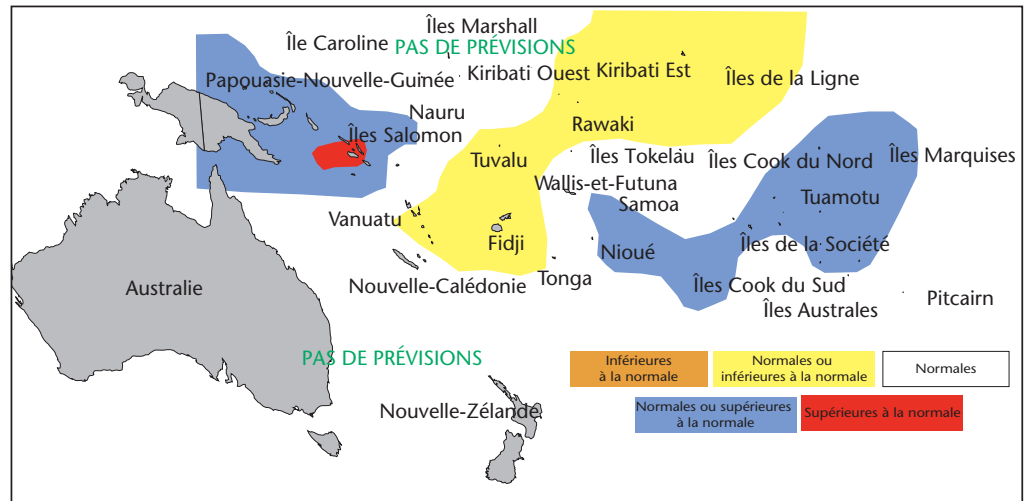 Îles Marshall
Île Caroline
PAS DE PRÉVISIONS
Papouasie-Nouvelle-Guinée
Kiribati Ouest
Kiribati Est
Îles de la Ligne
Nauru
Rawaki
Îles Salomon
Tuvalu
Îles Tokelau
Îles Cook du Nord
Îles Marquises
Wallis-et-Futuna
Samoa
Tuamotu
Vanuatu
Fidji
Nioué
Îles de la Société
Tonga
Nouvelle-Calédonie
Australie
Îles Cook du Sud
Îles Australes
Pitcairn
PAS DE PRÉVISIONS
Nouvelle-Zélande
Inférieures
à la normale
Normales ou
inférieures à la normale
Normales
Normales ou supérieures
à la normale
Supérieures à la normale